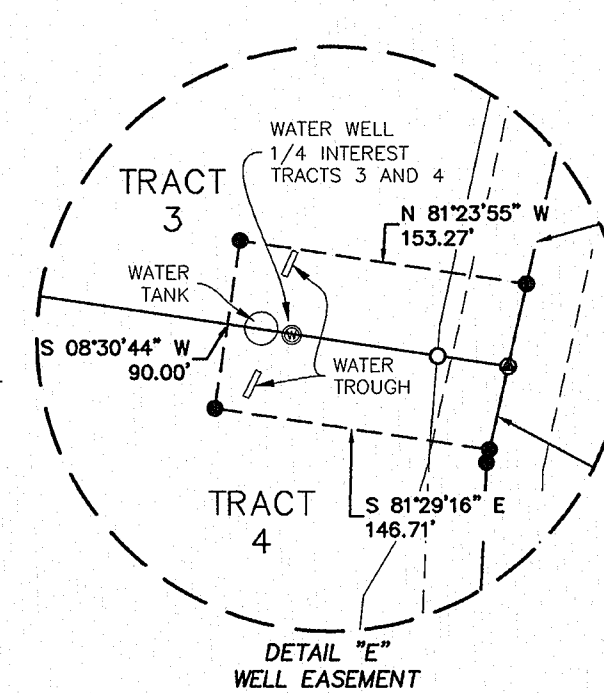 WATER WELL
1/4 INTEREST
TRACTS 3 AND 4
TRACT
3
N 81°23'55" W
153.27'
WATER
TANK
W
S 08°30'44" W
90.00'
WATER
TROUGH
TRACT
4
S 81°29'16" E
146.71'
DETAIL "E"
WELL EASEMENT